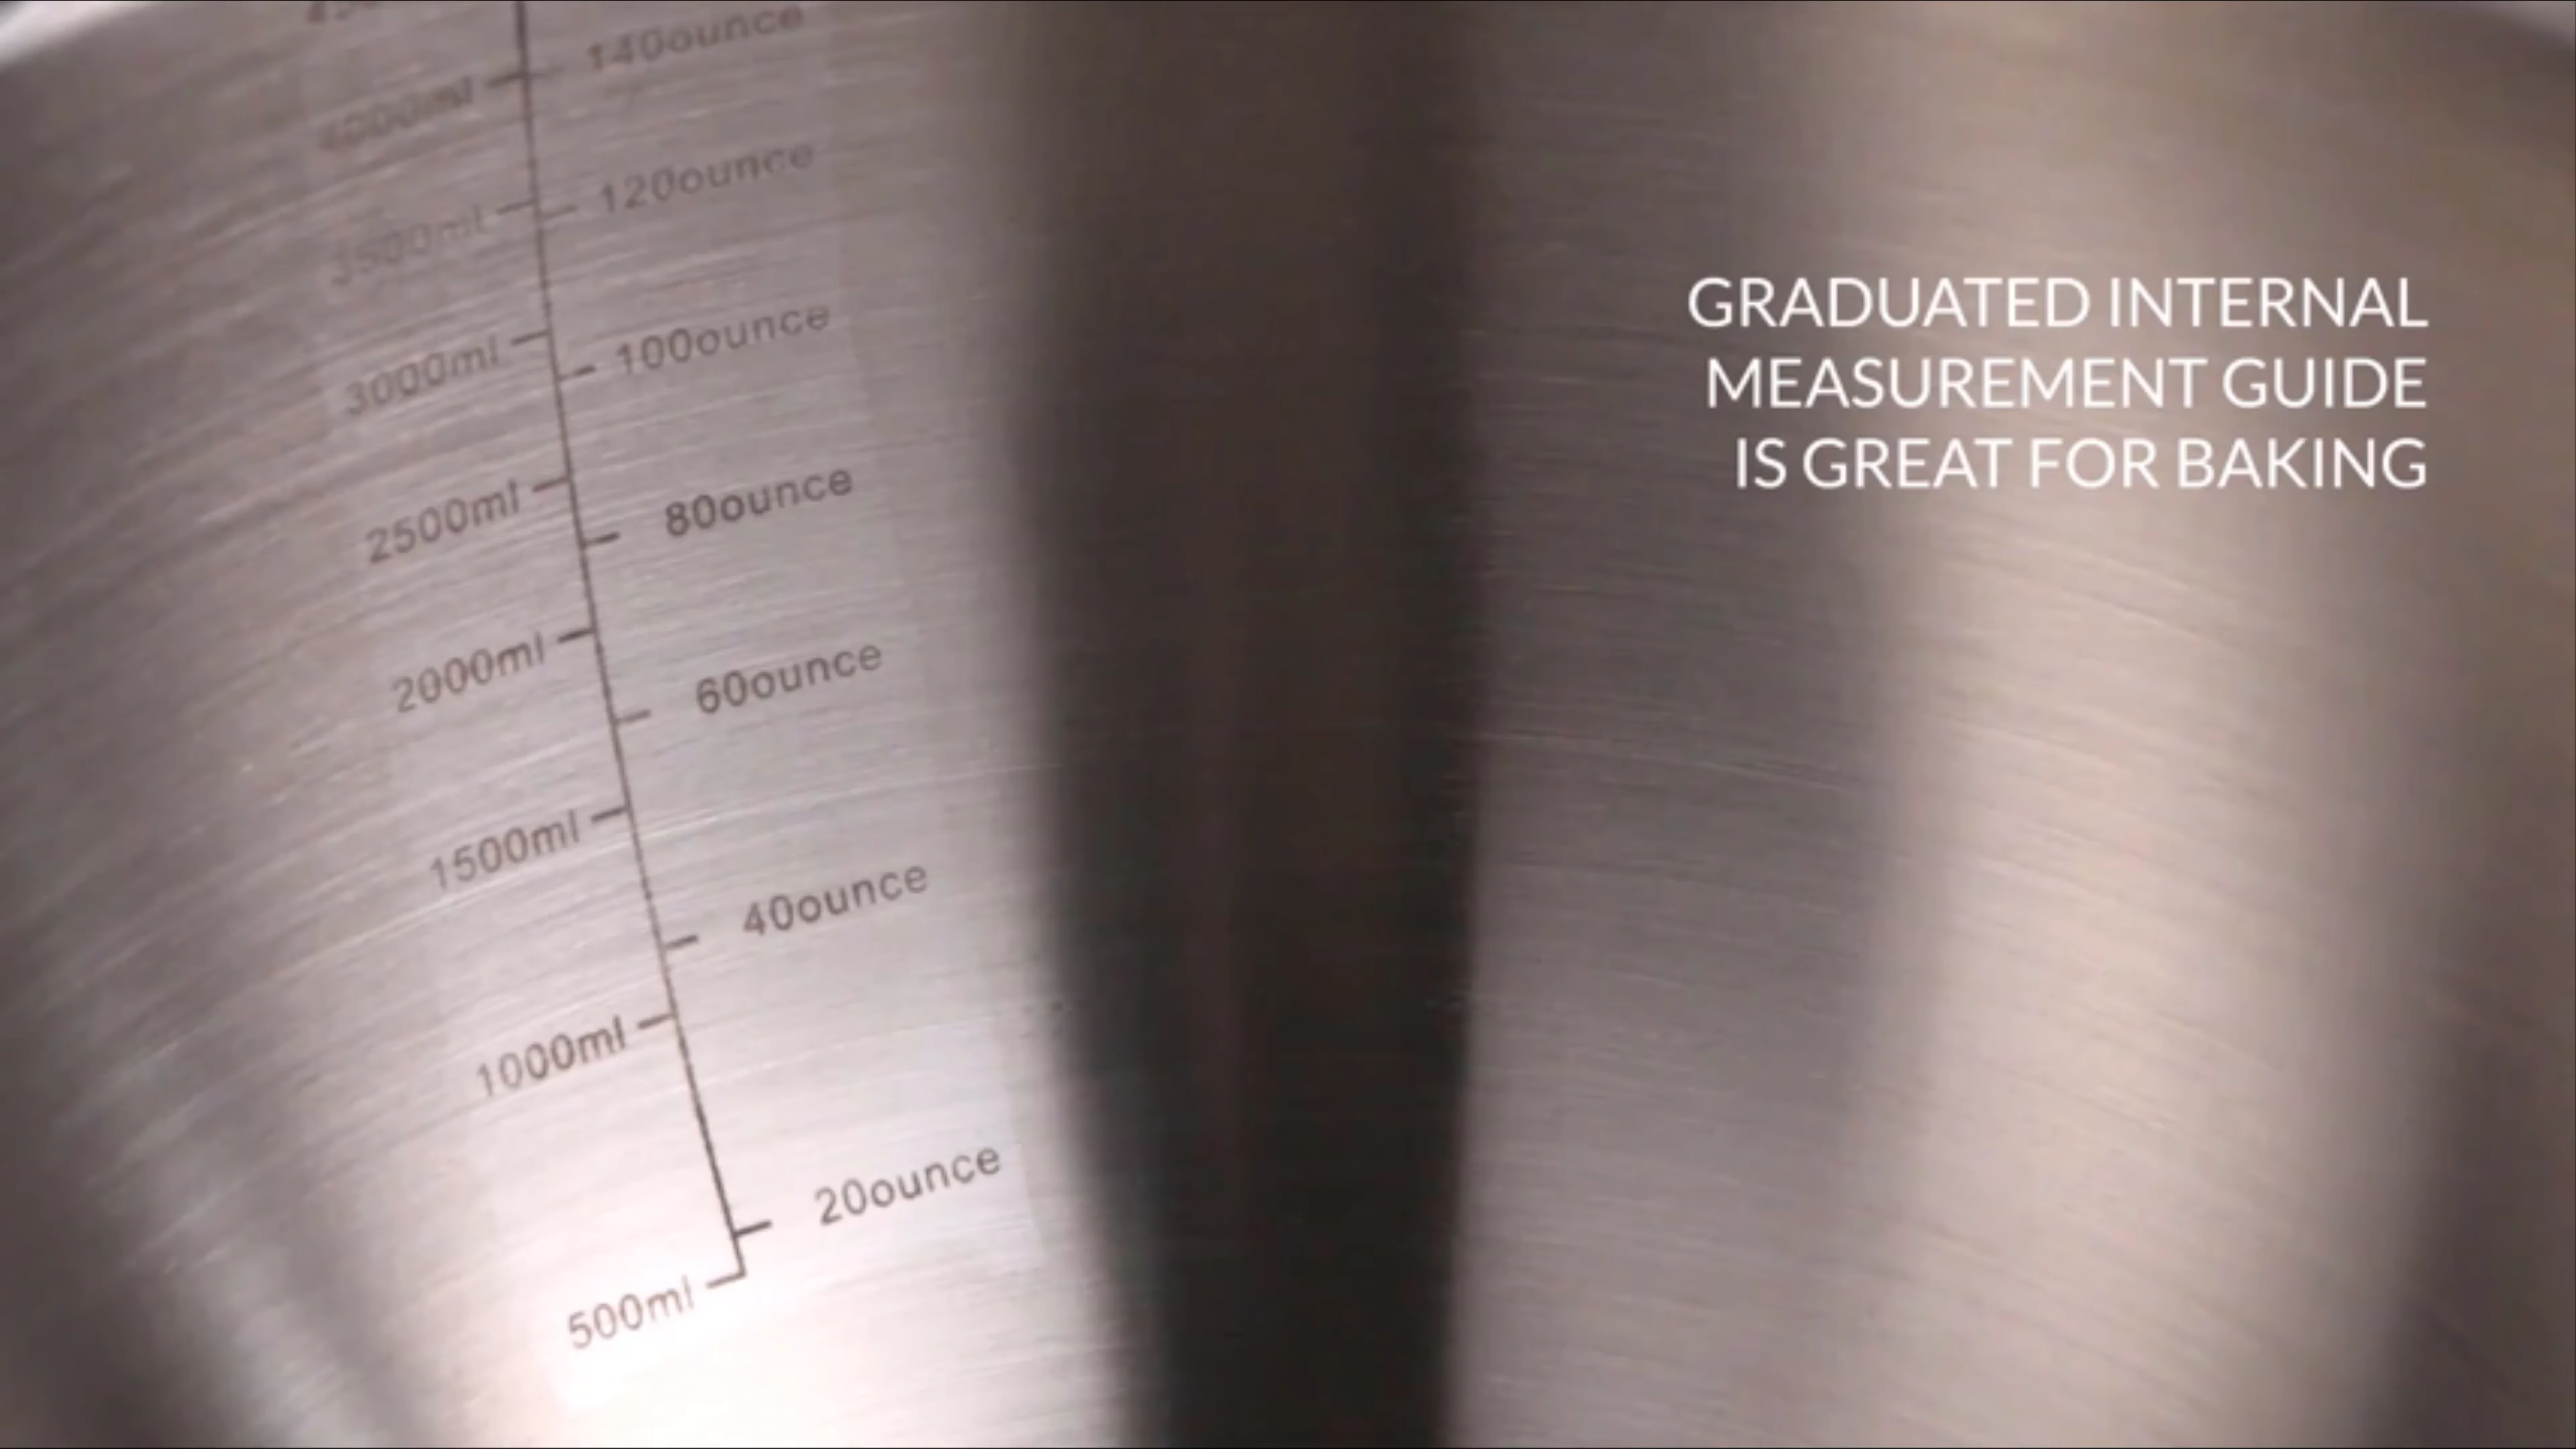 140ounce
4000ml
120ounce
3500ml
100ounce
3000ml
80ounce
2500ml
60ounce
2000ml
1500ml
40ounce
1000ml
20ounce
500ml
GRADUATED INTERNAL
MEASUREMENT GUIDE
IS GREAT FOR BAKING